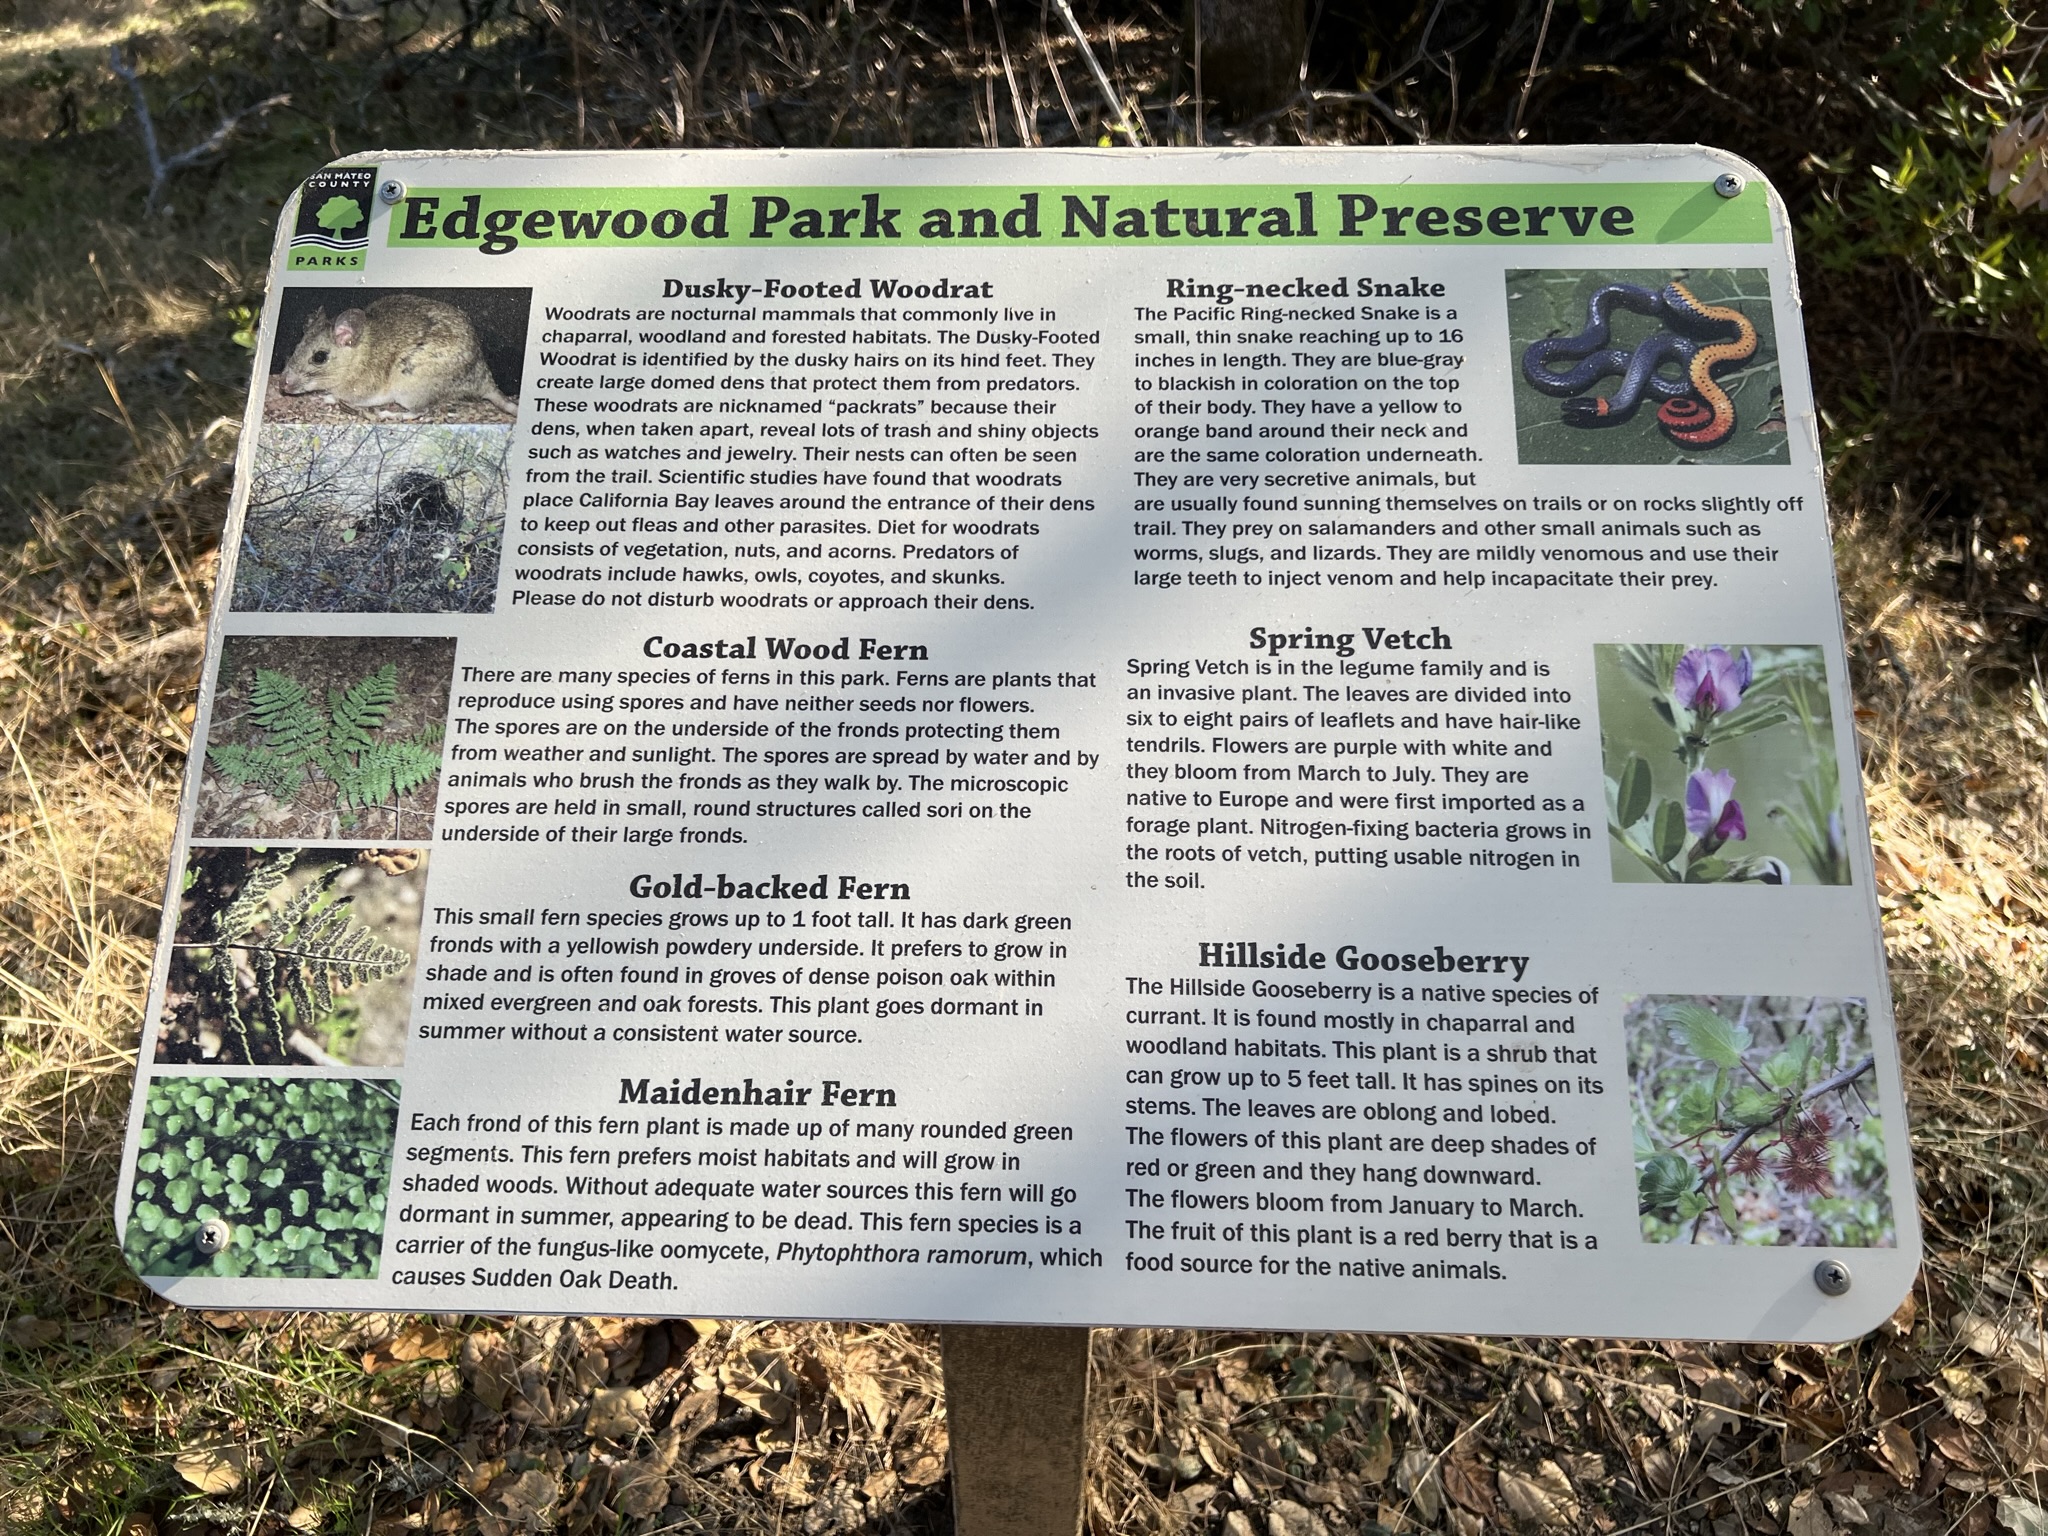 SAN MATEO
COUNTY
PARKS
Edgewood Park and Natural Preserve
Dusky-Footed Woodrat
Woodrats are nocturnal mammals that commonly live in
chaparral, woodland and forested habitats. The Dusky-Footed
Woodrat is identified by the dusky hairs on its hind feet. They
create large domed dens that protect them from predators.
These woodrats are nicknamed “packrats” because their
dens, when taken apart, reveal lots of trash and shiny objects
such as watches and jewelry. Their nests can often be seen
from the trail. Scientific studies have found that woodrats
place California Bay leaves around the entrance of their dens
to keep out fleas and other parasites. Diet for woodrats
consists of vegetation, nuts, and acorns. Predators of
woodrats include hawks, owls, coyotes, and skunks.
Please do not disturb woodrats or approach their dens.
Coastal Wood Fern
There are many species of ferns in this park. Ferns are plants that
reproduce using spores and have neither seeds nor flowers.
The spores are on the underside of the fronds protecting them
from weather and sunlight. The spores are spread by water and by
animals who brush the fronds as they walk by. The microscopic
spores are held in small, round structures called sori on the
underside of their large fronds.
Gold-backed Fern
This small fern species grows up to 1 foot tall. It has dark green
fronds with a yellowish powdery underside. It prefers to grow in
shade and is often found in groves of dense poison oak within
mixed evergreen and oak forests. This plant goes dormant in
summer without a consistent water source.
Maidenhair Fern
Each frond of this fern plant is made up of many rounded green
segments. This fern prefers moist habitats and will grow in
shaded woods. Without adequate water sources this fern will go
dormant in summer, appearing to be dead. This fern species is a
carrier of the fungus-like oomycete, Phytophthora ramorum, which
causes Sudden Oak Death.
Ring-necked Snake
The Pacific Ring-necked Snake is a
small, thin snake reaching up to 16
inches in length. They are blue-gray
to blackish in coloration on the top
of their body. They have a yellow to
orange band around their neck and
are the same coloration underneath.
They are very secretive animals, but
are usually found sunning themselves on trails or on rocks slightly off
trail. They prey on salamanders and other small animals such as
worms, slugs, and lizards. They are mildly venomous and use their
large teeth to inject venom and help incapacitate their prey.
Spring Vetch
Spring Vetch is in the legume family and is
an invasive plant. The leaves are divided into
six to eight pairs of leaflets and have hair-like
tendrils. Flowers are purple with white and
they bloom from March to July. They are
native to Europe and were first imported as a
forage plant. Nitrogen-fixing bacteria grows in
the roots of vetch, putting usable nitrogen in
the soil.
Hillside Gooseberry
The Hillside Gooseberry is a native species of
currant. It is found mostly in chaparral and
woodland habitats. This plant is a shrub that
can grow up to 5 feet tall. It has spines on its
stems. The leaves are oblong and lobed.
The flowers of this plant are deep shades of
red or green and they hang downward.
The flowers bloom from January to March.
The fruit of this plant is a red berry that is a
food source for the native animals.